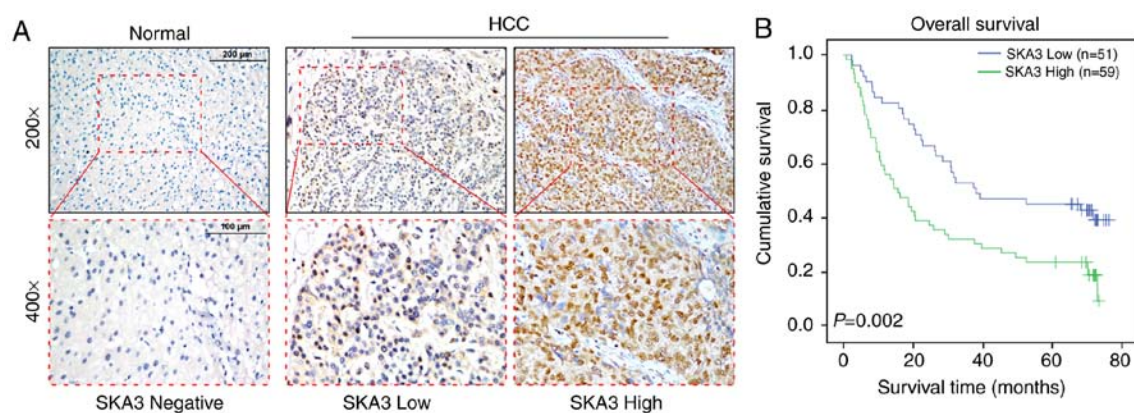 A
Normal
HCC
200×
200 µm
400×
100 µm
SKA3 Negative
SKA3 Low
SKA3 High
B
Overall survival
SKA3 Low (n=51)
SKA3 High (n=59)
Cumulative survival
1.0
0.8
0.6
0.4
0.2
0.0
P=0.002
0
20
40
60
80
Survival time (months)